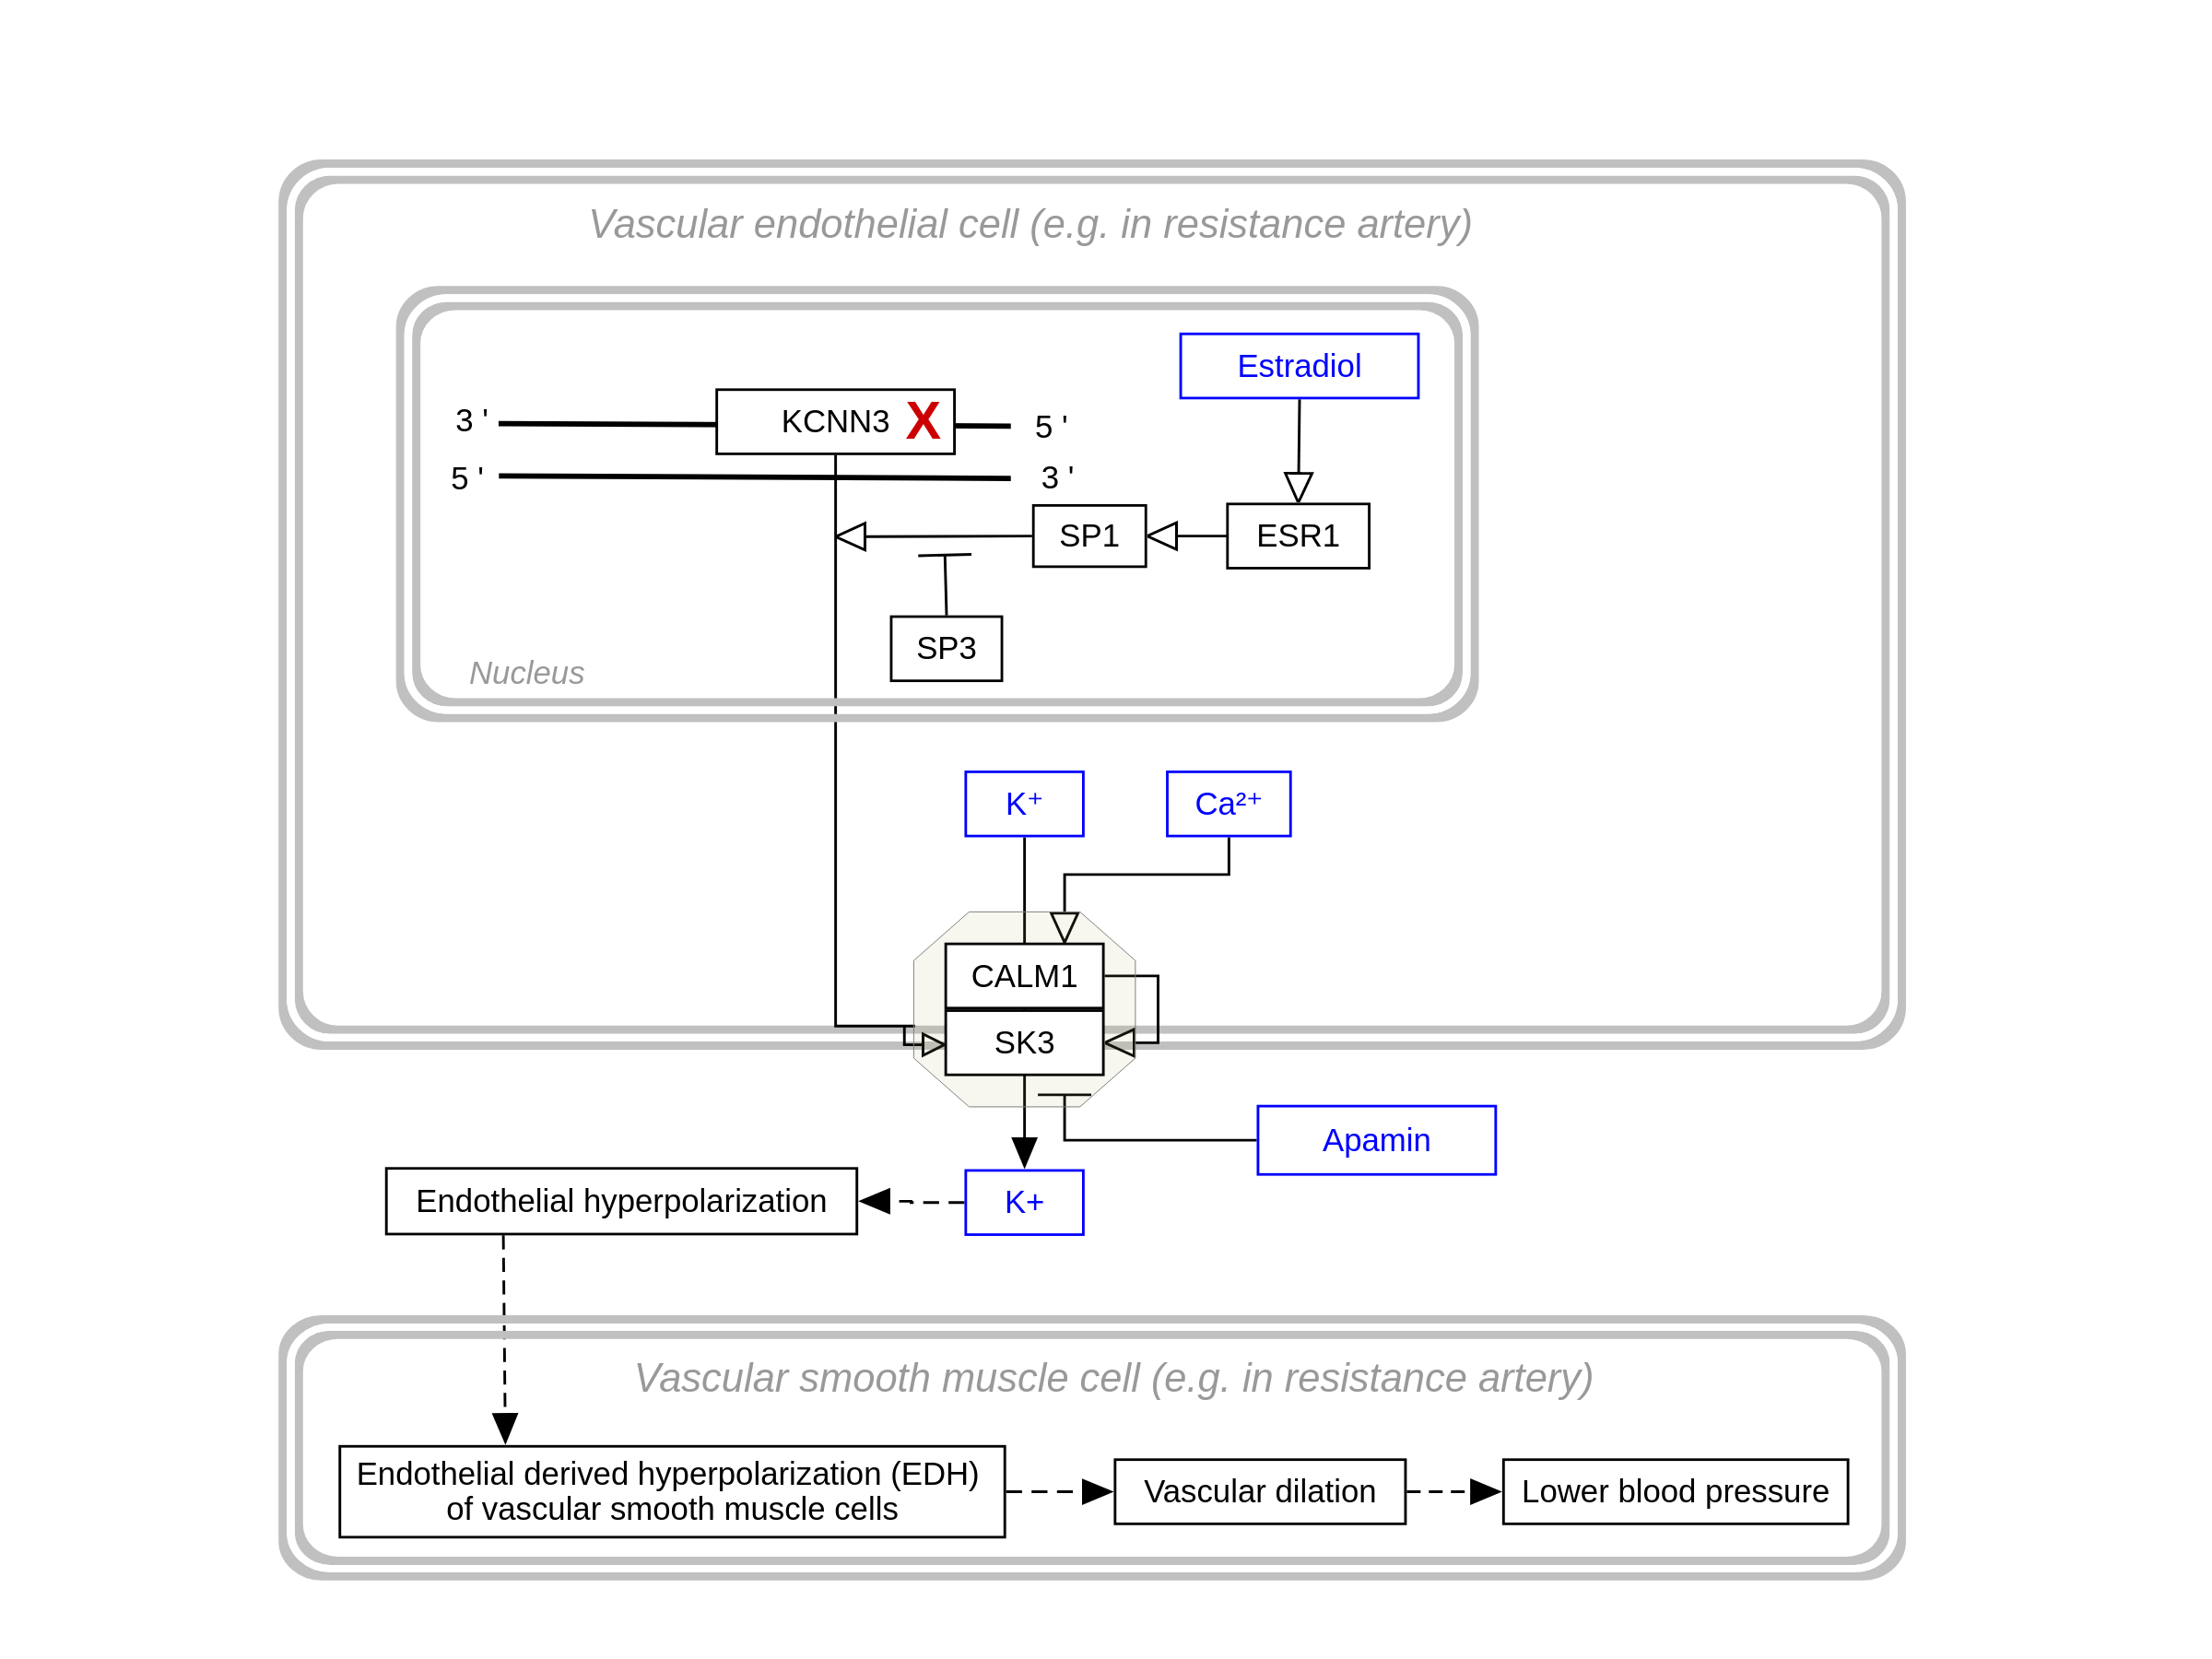 Vascular endothelial cell (e.g. in resistance artery)
Estradiol
3 '
KCNN3 X
5 '
5 '
3 '
SP1
ESR1
SP3
Nucleus
K⁺
Ca²⁺
CALM1
SK3
Apamin
Endothelial hyperpolarization
K+
Vascular smooth muscle cell (e.g. in resistance artery)
Endothelial derived hyperpolarization (EDH)
of vascular smooth muscle cells
Vascular dilation
Lower blood pressure